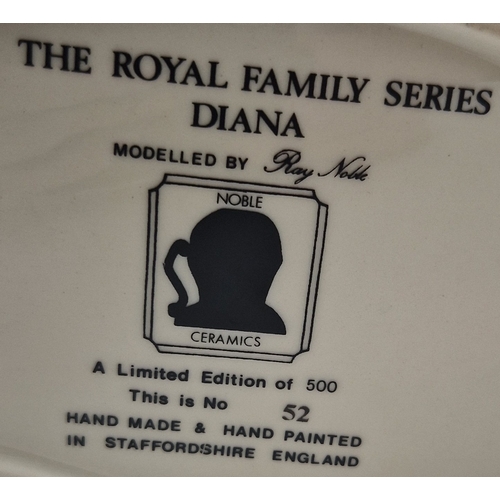 THE ROYAL FAMILY SERIES
DIANA
MODELLED BY Ray Noble
NOBLE
CERAMICS
A Limited Edition of 500
This is No 52
HAND MADE & HAND PAINTED
IN STAFFORDSHIRE ENGLAND